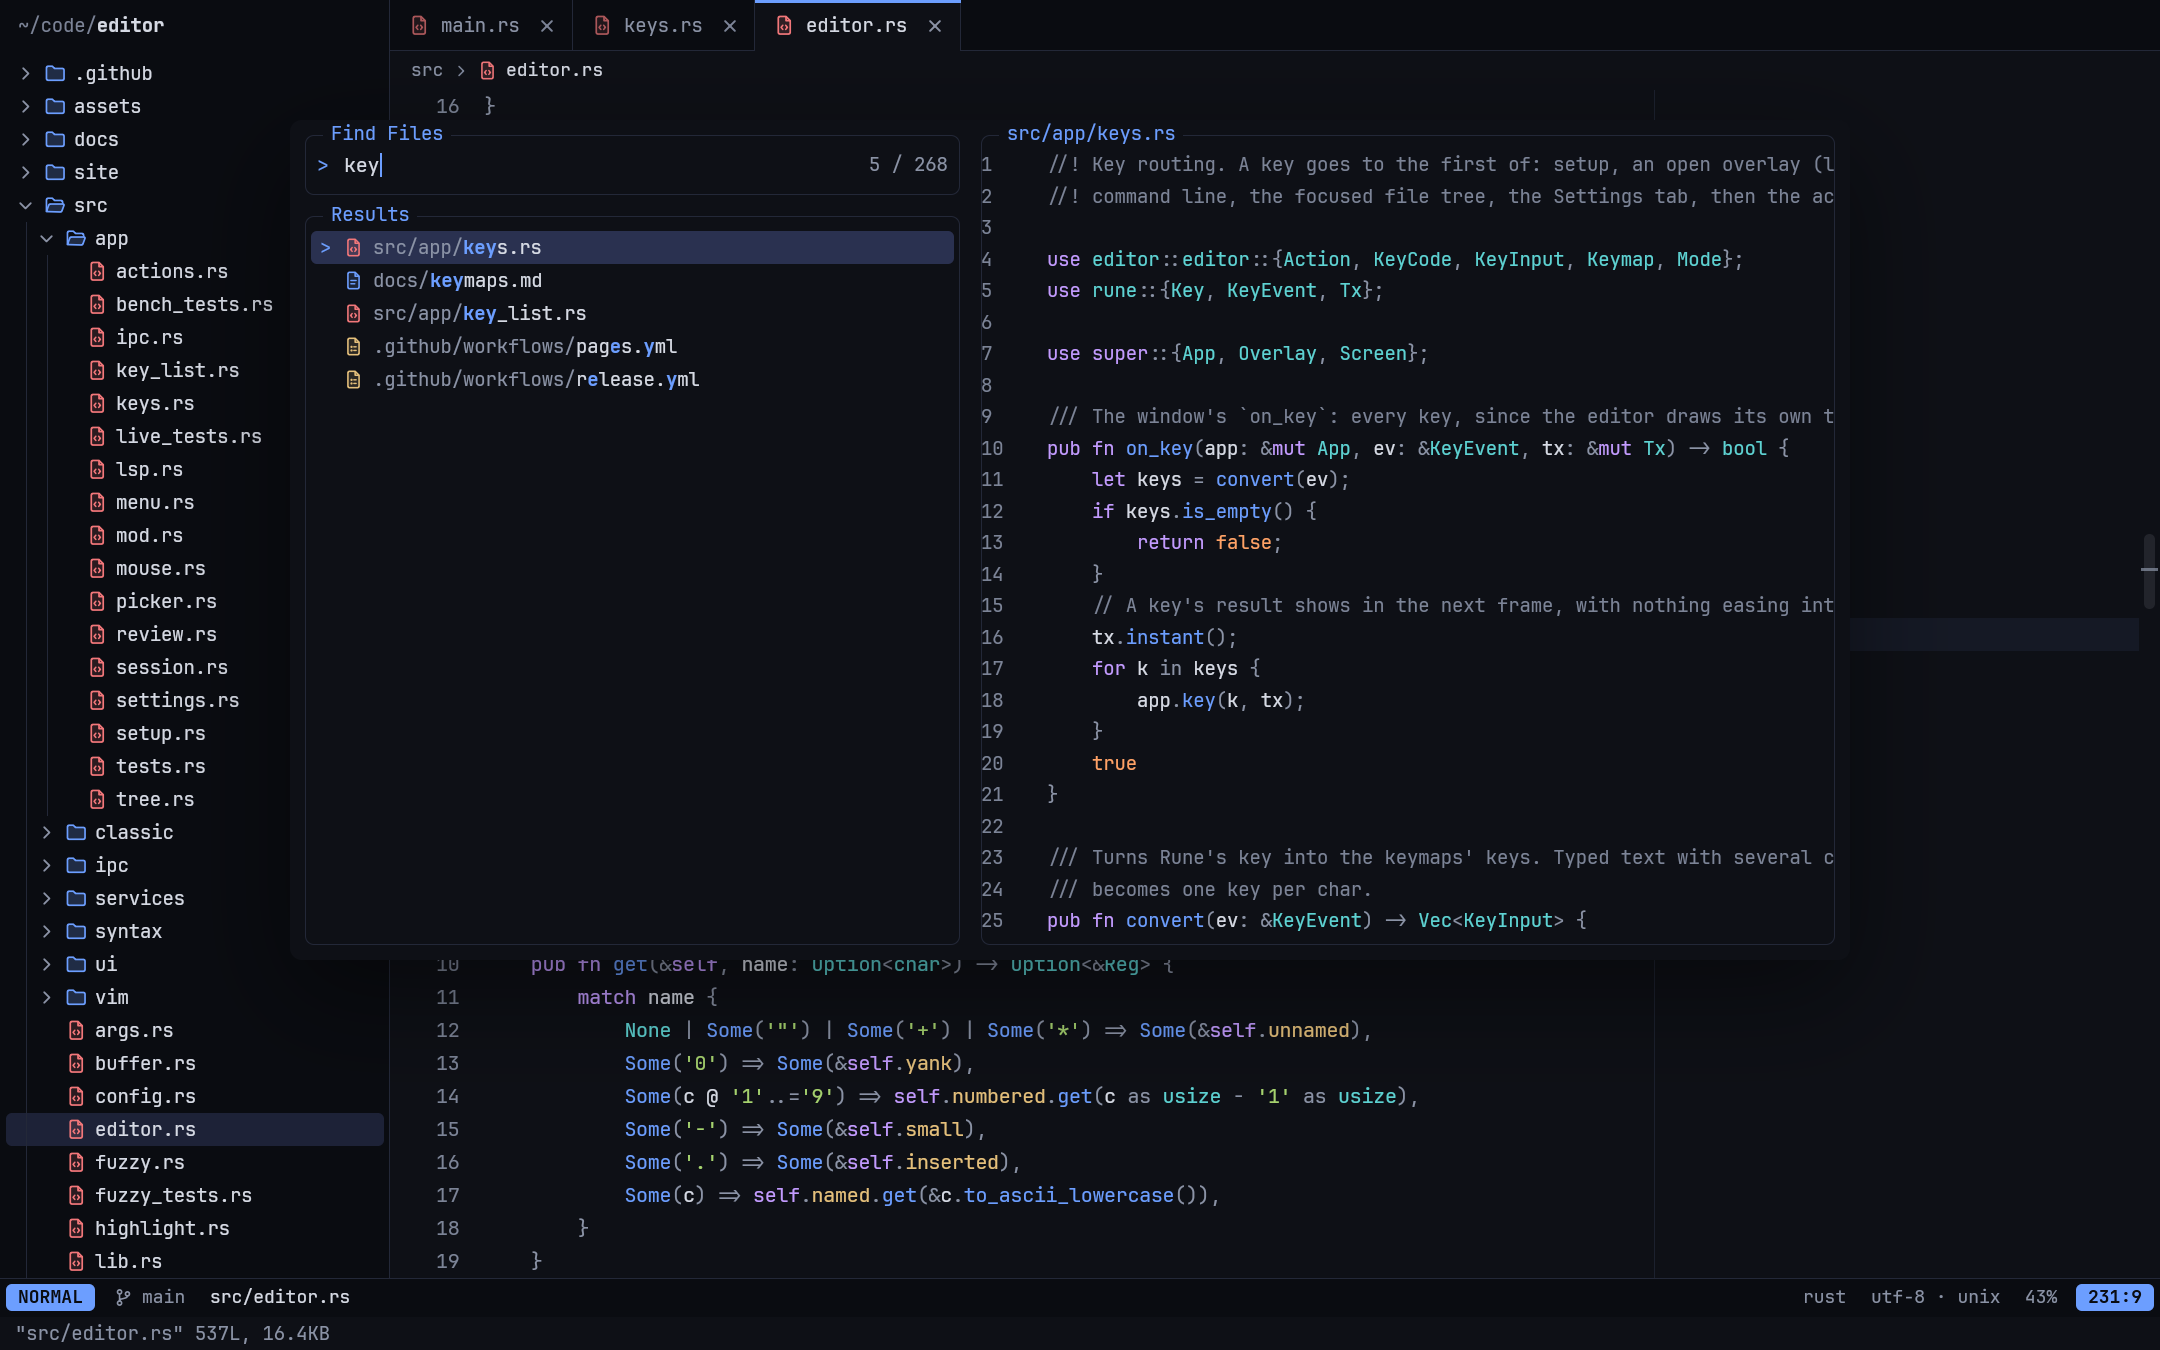 ~/code/editor
.github
assets
docs
site
src
app
actions.rs
bench_tests.rs
ipc.rs
key_list.rs
keys.rs
live_tests.rs
lsp.rs
menu.rs
mod.rs
mouse.rs
picker.rs
review.rs
session.rs
settings.rs
setup.rs
tests.rs
tree.rs
classic
ipc
services
syntax
ui
vim
args.rs
buffer.rs
config.rs
editor.rs
fuzzy.rs
fuzzy_tests.rs
highlight.rs
lib.rs
main.rs × keys.rs × editor.rs ×
src > editor.rs
16 }
Find Files
> key 5 / 268
Results
> src/app/keys.rs
docs/keymaps.md
src/app/key_list.rs
.github/workflows/pages.yml
.github/workflows/release.yml
src/app/keys.rs
1 //! Key routing. A key goes to the first of: setup, an open overlay (l
2 //! command line, the focused file tree, the Settings tab, then the ac
3
4 use editor::editor::{Action, KeyCode, KeyInput, Keymap, Mode};
5 use rune::{Key, KeyEvent, Tx};
6
7 use super::{App, Overlay, Screen};
8
9 /// The window's `on_key`: every key, since the editor draws its own t
10 pub fn on_key(app: &mut App, ev: &KeyEvent, tx: &mut Tx) -> bool {
11 let keys = convert(ev);
12 if keys.is_empty() {
13 return false;
14 }
15 // A key's result shows in the next frame, with nothing easing int
16 tx.instant();
17 for k in keys {
18 app.key(k, tx);
19 }
20 true
21 }
22
23 /// Turns Rune's key into the keymaps' keys. Typed text with several c
24 /// becomes one key per char.
25 pub fn convert(ev: &KeyEvent) -> Vec<KeyInput> {
10 pub fn get(&self, name: Option<char>) -> Option<&Reg> {
11 match name {
12 None | Some('"') | Some('+') | Some('*') => Some(&self.unnamed),
13 Some('0') => Some(&self.yank),
14 Some(c @ '1'..='9') => self.numbered.get(c as usize - '1' as usize),
15 Some('-') => Some(&self.small),
16 Some('.') => Some(&self.inserted),
17 Some(c) => self.named.get(&c.to_ascii_lowercase()),
18 }
19 }
NORMAL main src/editor.rs rust utf-8 · unix 43% 231:9
"src/editor.rs" 537L, 16.4KB